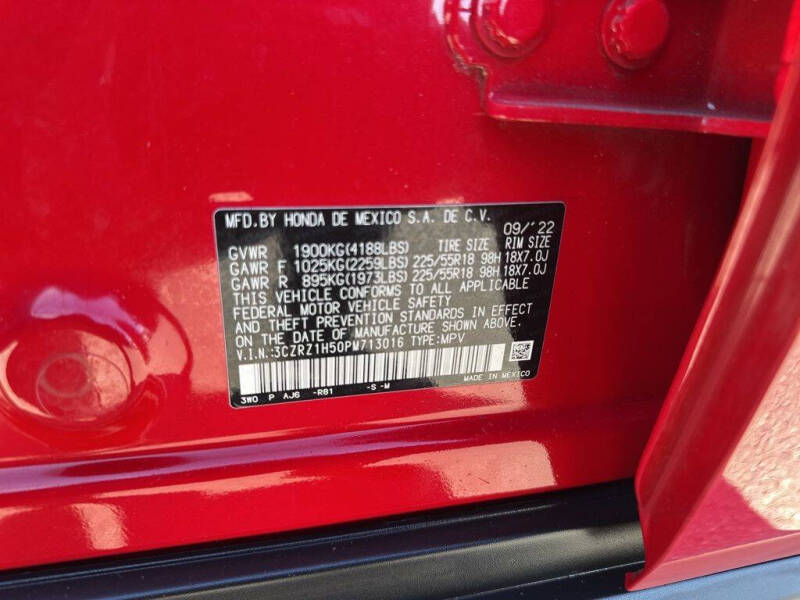 MFD.BY HONDA DE MEXICO S.A. DE C.V.
09/'22
GVWR 1900KG(4188LBS) TIRE SIZE RIM SIZE
GAWR F 1025KG(2259LBS) 225/55R18 98H 18X7.0J
GAWR R 895KG(1973LBS) 225/55R18 98H 18X7.0J
THIS VEHICLE CONFORMS TO ALL APPLICABLE
FEDERAL MOTOR VEHICLE SAFETY
AND THEFT PREVENTION STANDARDS IN EFFECT
ON THE DATE OF MANUFACTURE SHOWN ABOVE.
V.I.N.:3CZRZ1H50PM713016 TYPE:MPV
3WO P AJ6 -R81 -S -M
MADE IN MEXICO